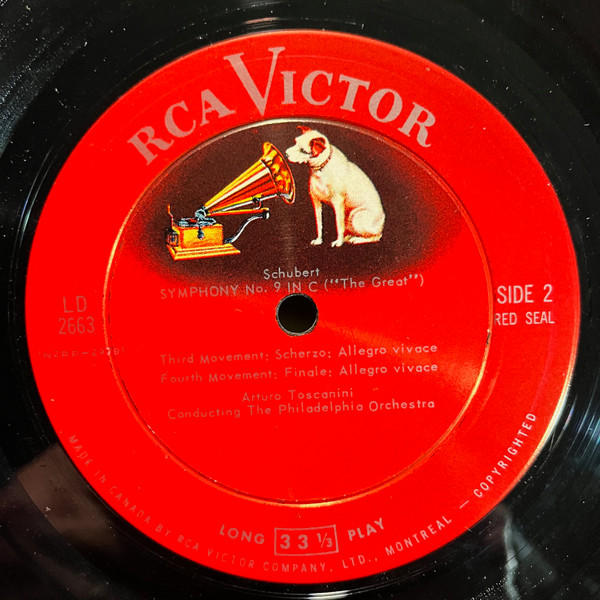 RCA VICTOR
Schubert
SYMPHONY No. 9 IN C ("The Great")
LD
2663
SIDE 2
RED SEAL
Third Movement: Scherzo; Allegro vivace
Fourth Movement: Finale; Allegro vivace
Arturo Toscanini
Conducting The Philadelphia Orchestra
LONG 33 1/3 PLAY
MADE IN CANADA BY RCA VICTOR COMPANY, LTD., MONTREAL — COPYRIGHTED